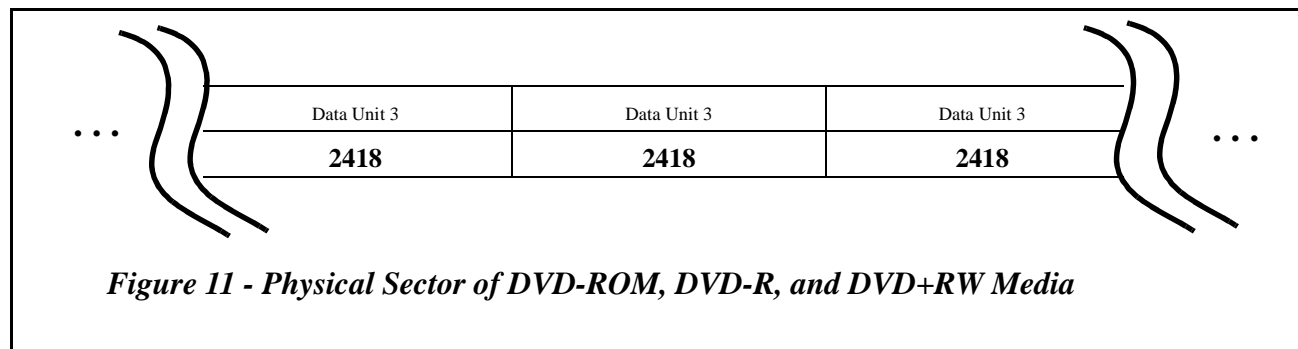 Data Unit 3 Data Unit 3 Data Unit 3
... 2418 2418 2418 ...
Figure 11 - Physical Sector of DVD-ROM, DVD-R, and DVD+RW Media